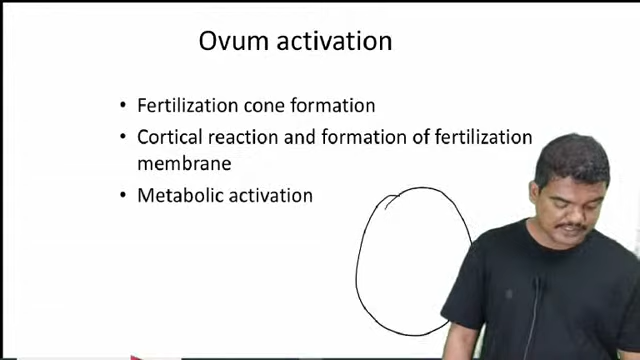 Ovum activation
• Fertilization cone formation
• Cortical reaction and formation of fertilization
membrane
• Metabolic activation